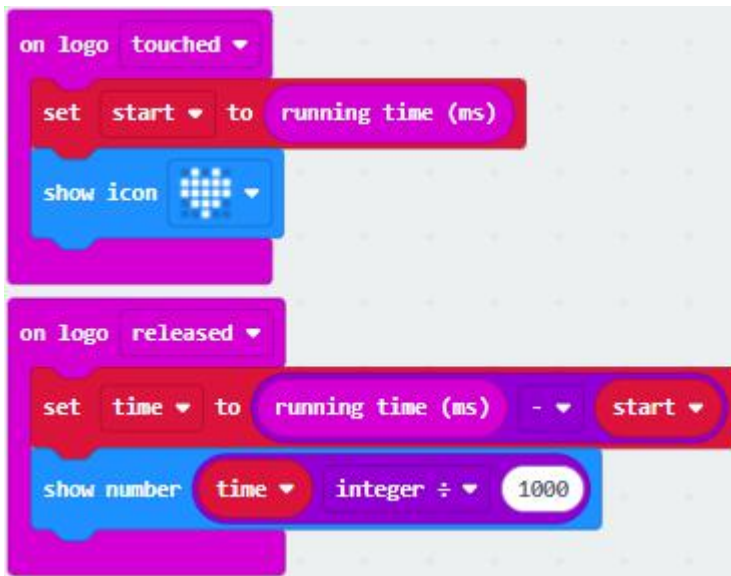 on logo touched
set start to running time (ms)
show icon
on logo released
set time to running time (ms) - start
show number time integer ÷ 1000